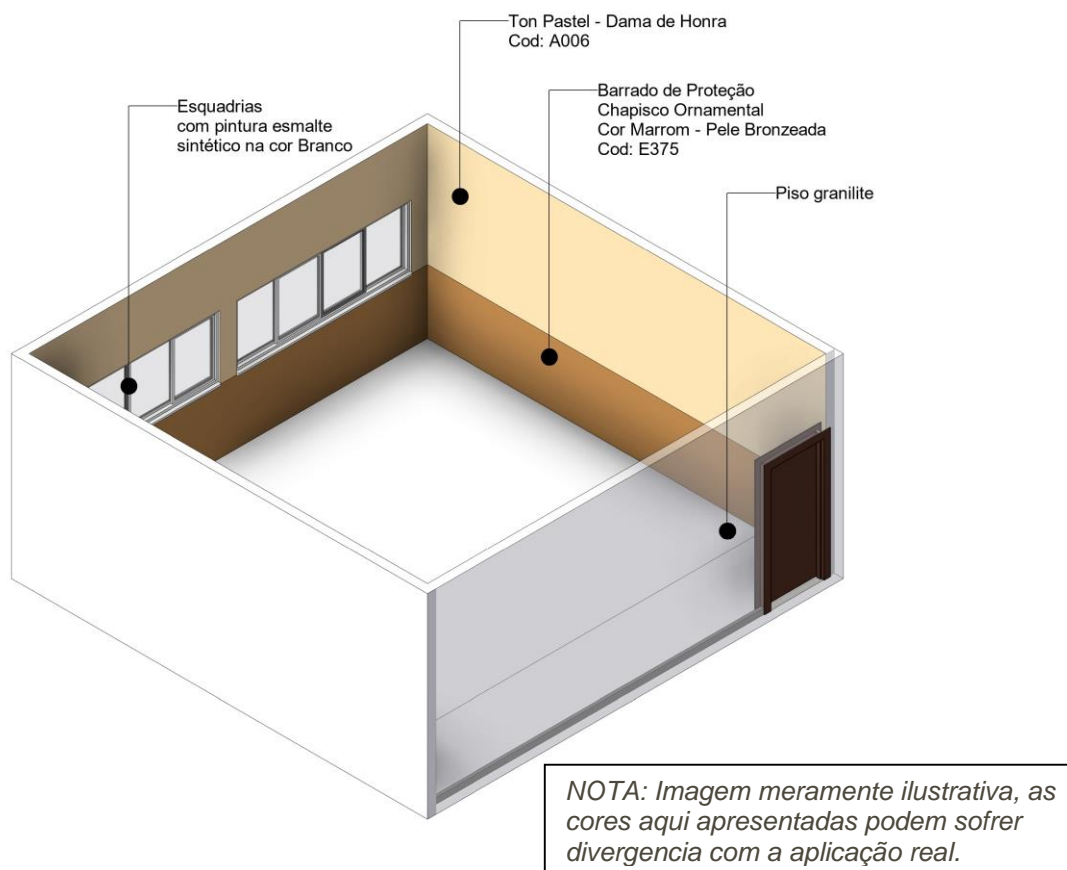 Ton Pastel - Dama de Honra
Cod: A006
Barrado de Proteção
Chapisco Ornamental
Cor Marrom - Pele Bronzeada
Cod: E375
Esquadrias
com pintura esmalte
sintético na cor Branco
Piso granilite
NOTA: Imagem meramente ilustrativa, as
cores aqui apresentadas podem sofrer
divergencia com a aplicação real.